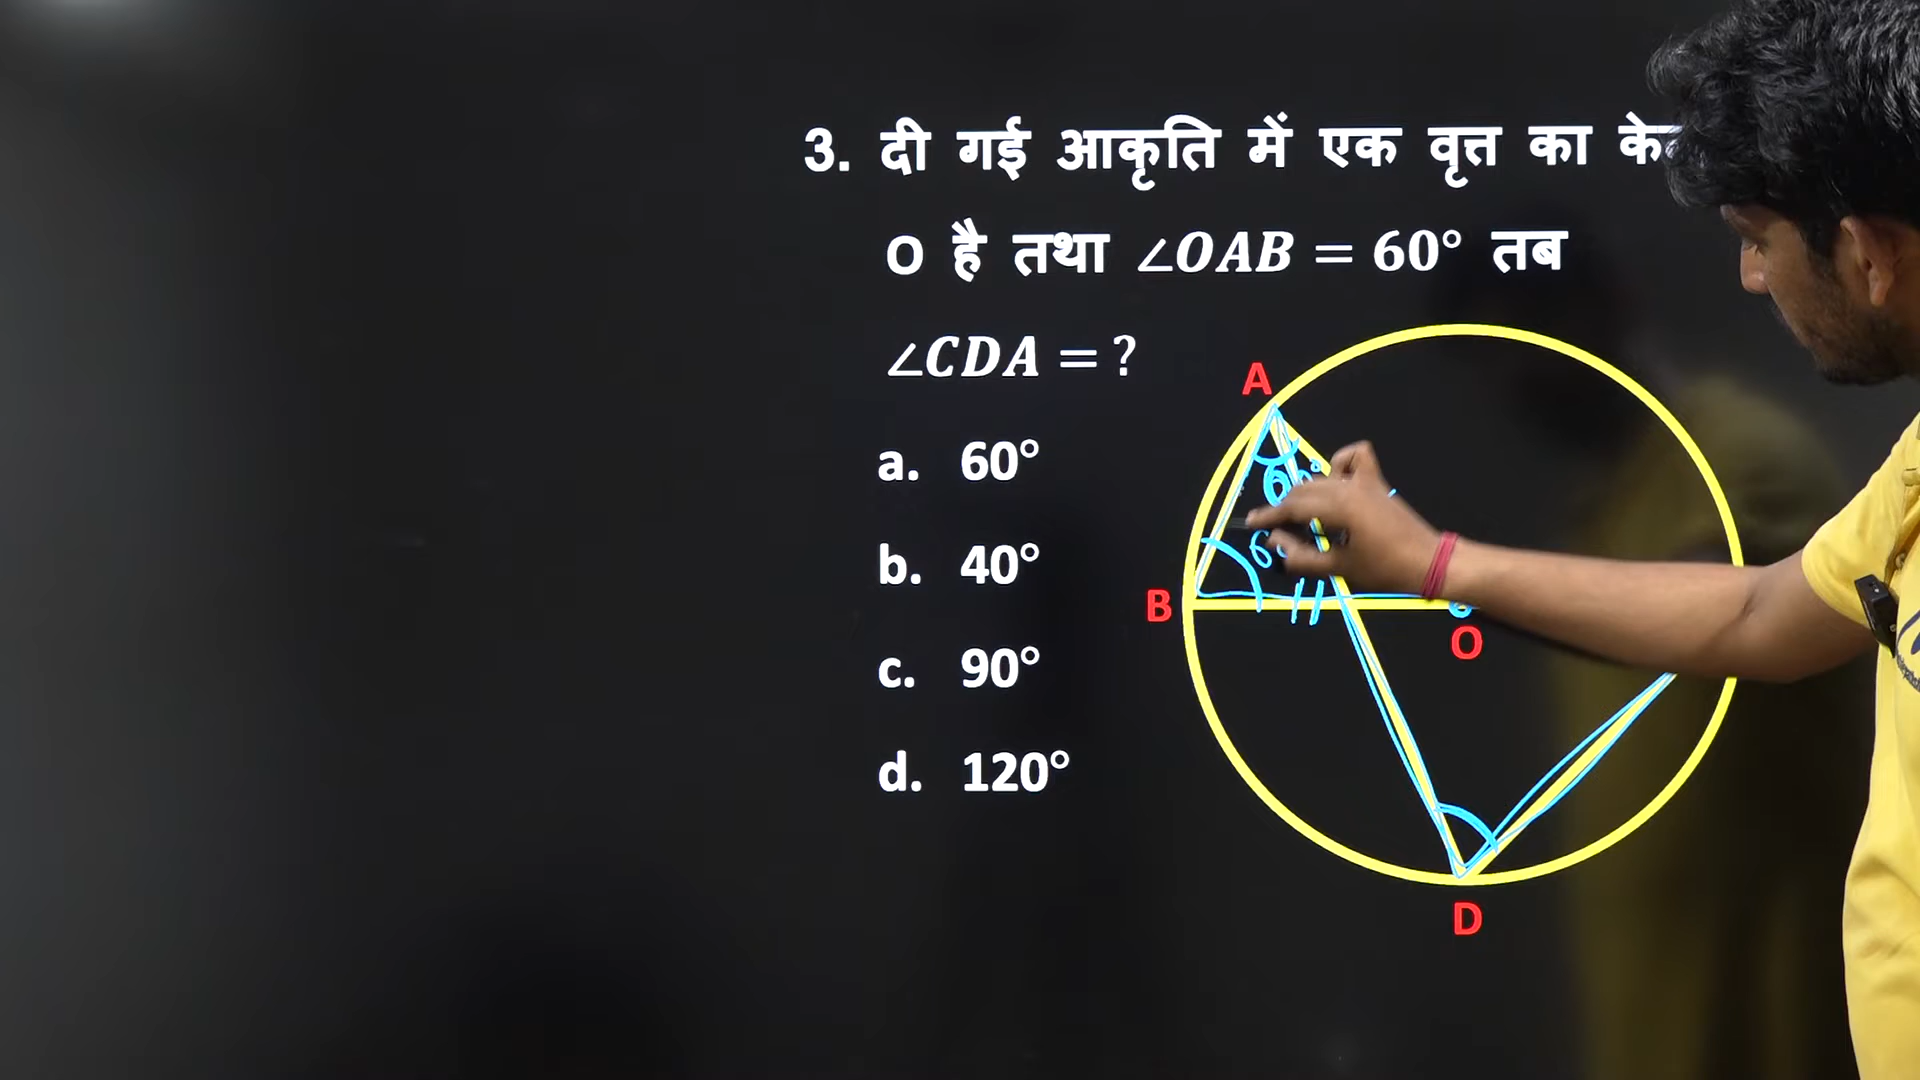 3. दी गई आकृति में एक वृत्त का
O है तथा ∠OAB = 60° तब
∠CDA = ?
a. 60°
b. 40°
c. 90°
d. 120°
A
B
O
D